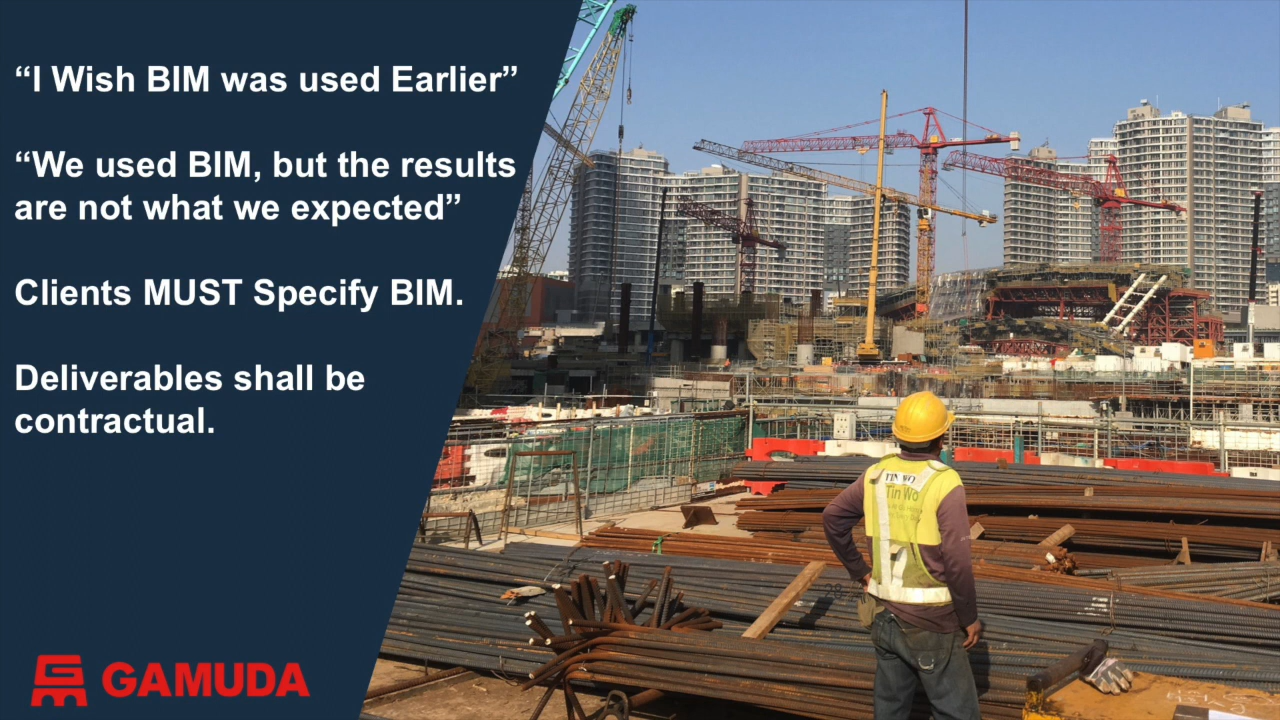 “I Wish BIM was used Earlier”
“We used BIM, but the results
are not what we expected”
Clients MUST Specify BIM.
Deliverables shall be
contractual.
GAMUDA
TIN WO
Tin Wo